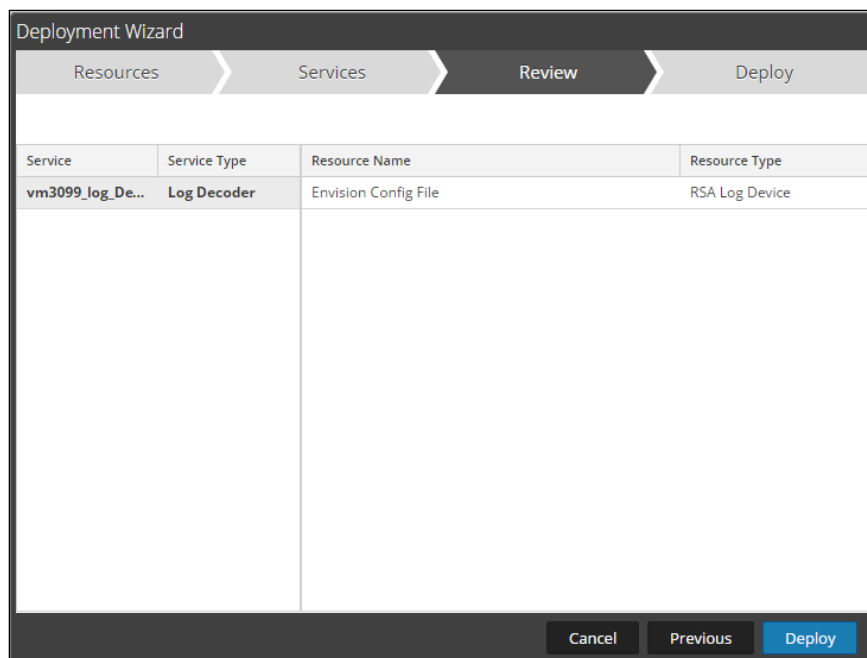 Deployment Wizard
Resources Services Review Deploy
Service Service Type Resource Name Resource Type
vm3099_log_De... Log Decoder Envision Config File RSA Log Device
Cancel Previous Deploy